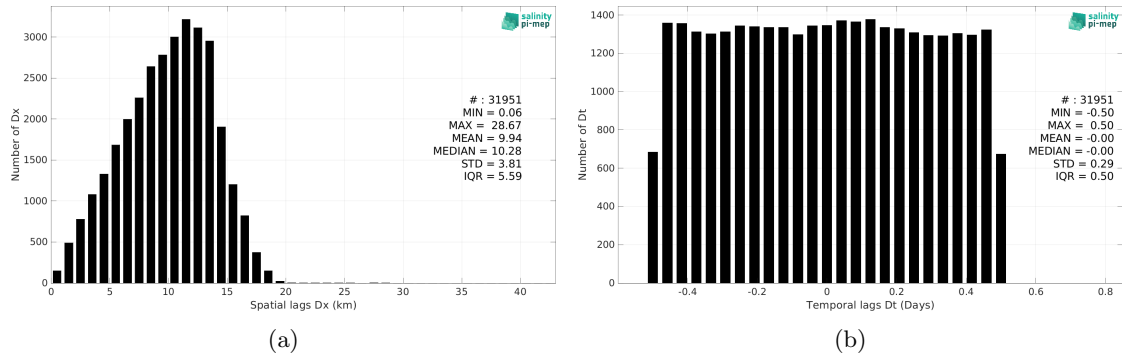 salinity
pi-mep
3000
2500
2000
1500
1000
500
0
Number of Dx
# : 31951
MIN = 0.06
MAX = 28.67
MEAN = 9.94
MEDIAN = 10.28
STD = 3.81
IQR = 5.59
0 5 10 15 20 25 30 35 40
Spatial lags Dx (km)
(a)
salinity
pi-mep
1400
1200
1000
800
600
400
200
0
Number of Dt
# : 31951
MIN = -0.50
MAX = 0.50
MEAN = -0.00
MEDIAN = -0.00
STD = 0.29
IQR = 0.50
-0.4 -0.2 0 0.2 0.4 0.6 0.8
Temporal lags Dt (Days)
(b)